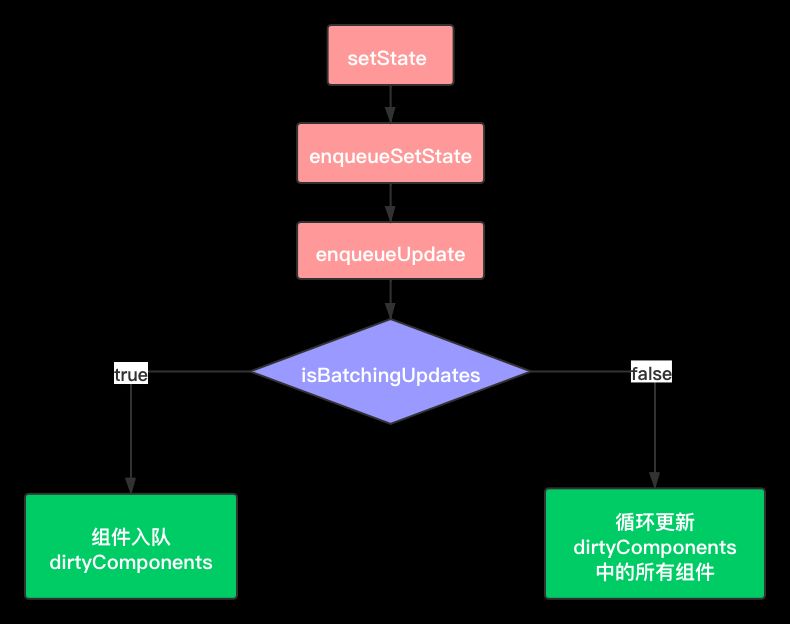 setState
enqueueSetState
enqueueUpdate
isBatchingUpdates
true
false
组件入队
dirtyComponents
循环更新
dirtyComponents
中的所有组件